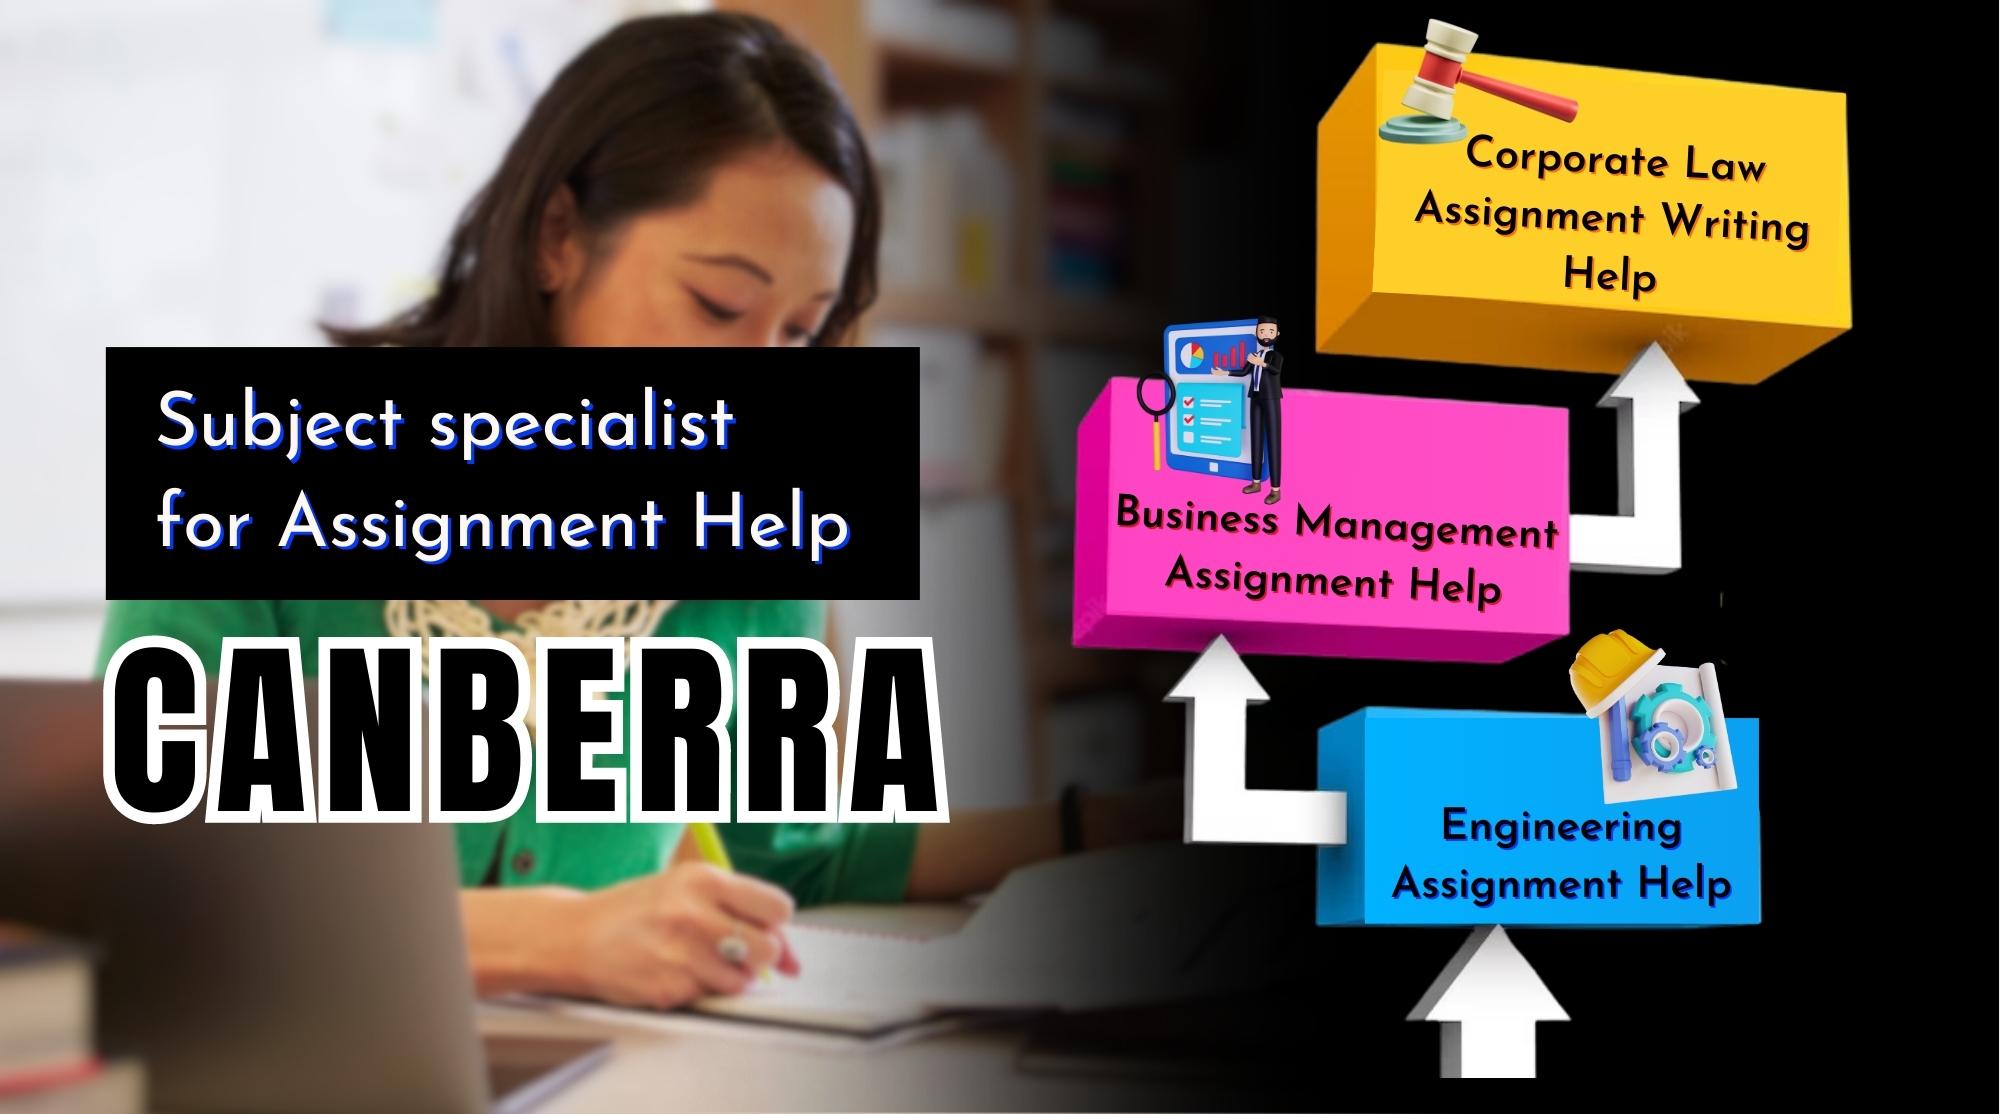 Subject specialist
for Assignment Help
CANBERRA
Corporate Law
Assignment Writing
Help
Business Management
Assignment Help
Engineering
Assignment Help